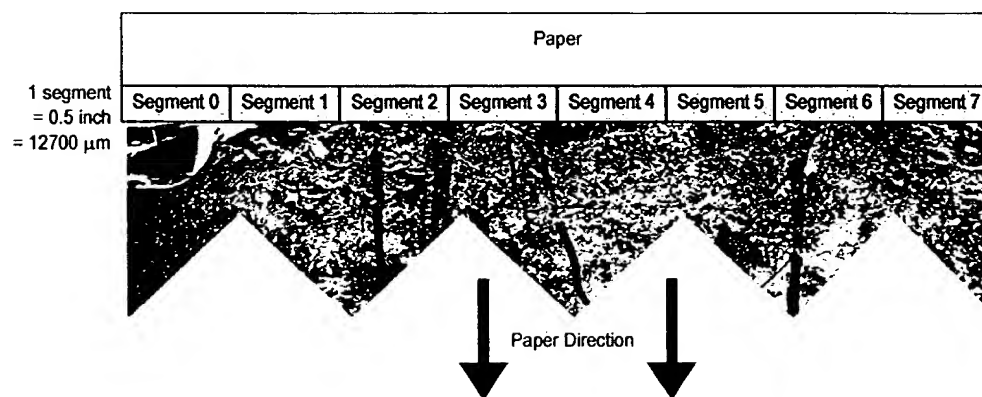 Paper
1 segment
= 0.5 inch
= 12700 µm
Segment 0 Segment 1 Segment 2 Segment 3 Segment 4 Segment 5 Segment 6 Segment 7
Paper Direction